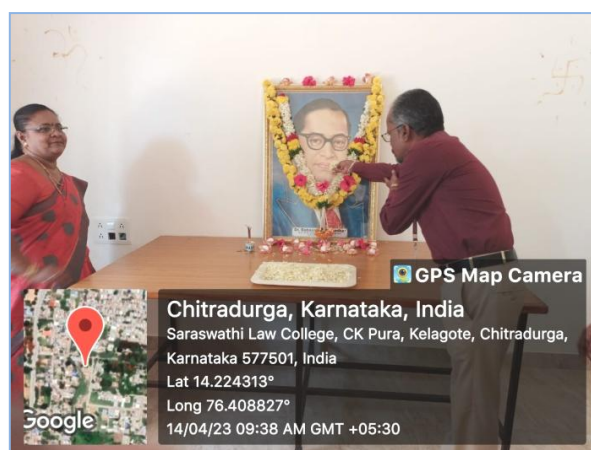 GPS Map Camera
Chitradurga, Karnataka, India
Saraswathi Law College, CK Pura, Kelagote, Chitradurga,
Karnataka 577501, India
Lat 14.224313°
Long 76.408827°
14/04/23 09:38 AM GMT +05:30
Google